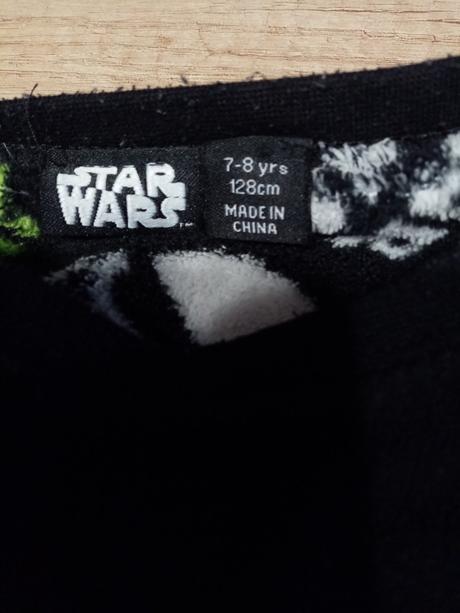 STAR
WARS
7-8 yrs
128cm
MADE IN
CHINA